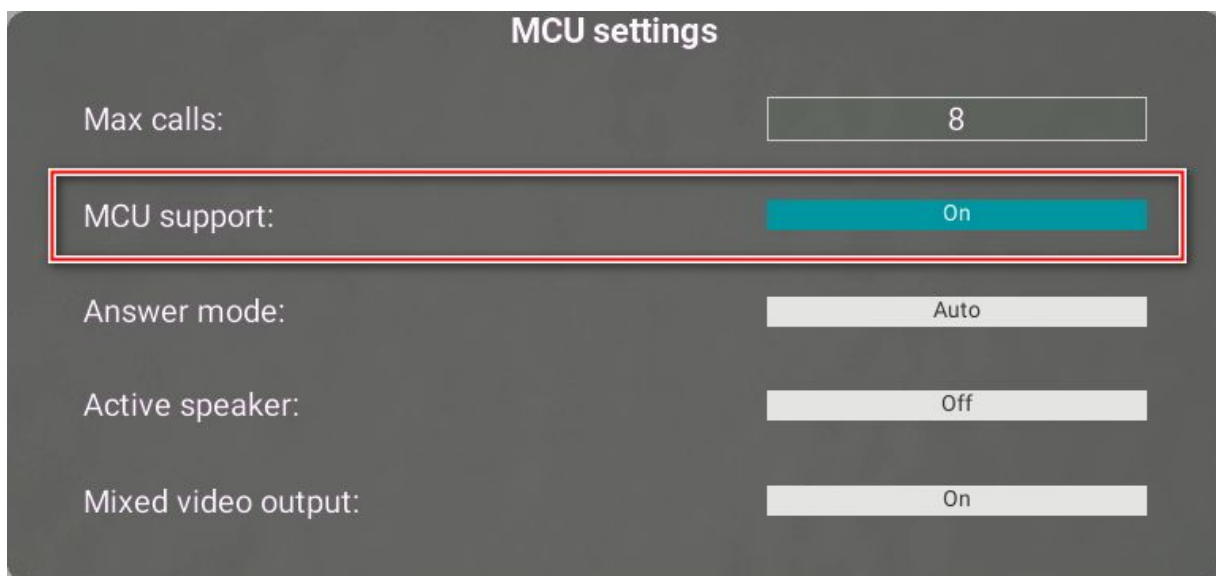 MCU settings
Max calls: 8
MCU support: On
Answer mode: Auto
Active speaker: Off
Mixed video output: On